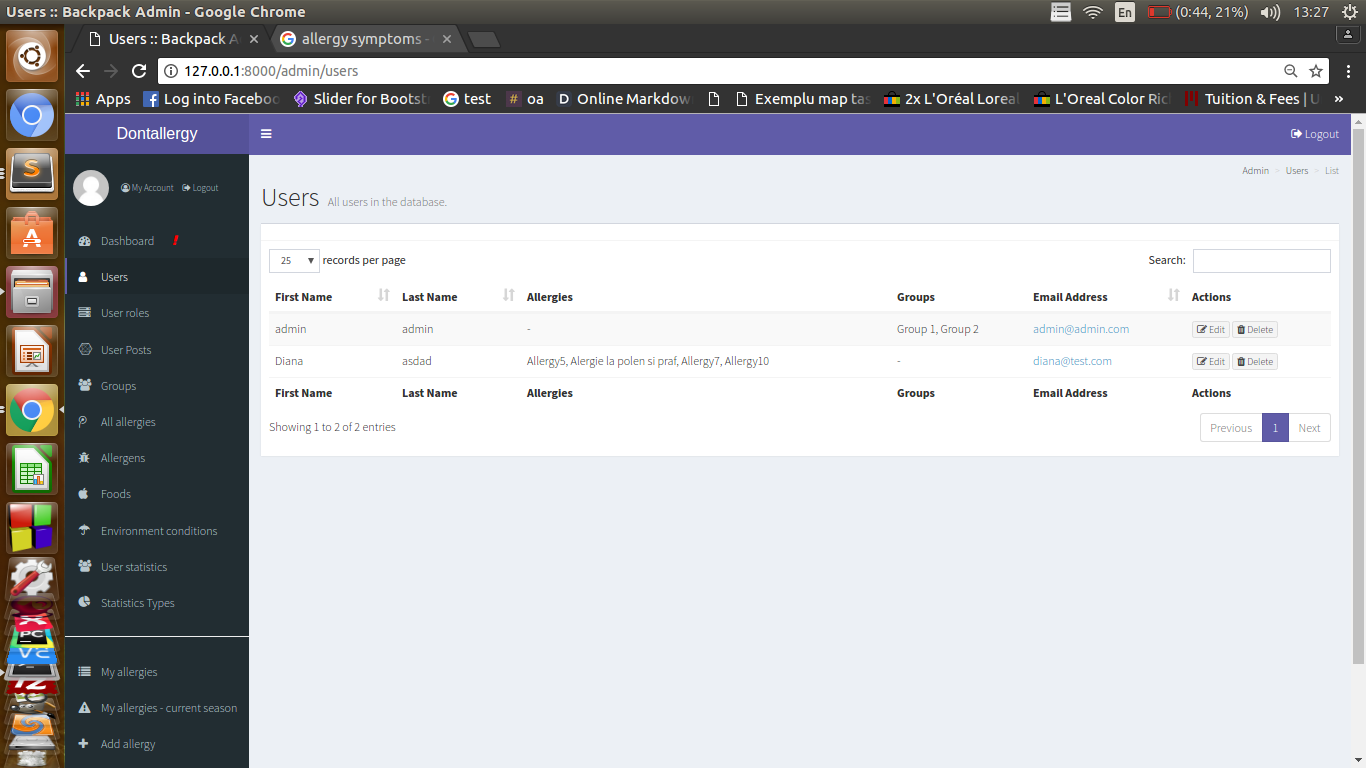 Users :: Backpack Admin - Google Chrome
En (0:44, 21%) 13:27
Users :: Backpack A × allergy symptoms - ×
127.0.0.1:8000/admin/users
Apps Log into Faceboo Slider for Bootst test # oa D Online Markdow Exemplu map tas 2x L'Oréal Loreal L'Oreal Color Ric Tuition & Fees | U »
Dontallergy
Logout
My Account Logout
Admin > Users > List
Users All users in the database.
Dashboard !
Users
User roles
User Posts
Groups
All allergies
Allergens
Foods
Environment conditions
User statistics
Statistics Types
My allergies
My allergies - current season
Add allergy
25 records per page Search:
First Name Last Name Allergies Groups Email Address Actions
admin admin - Group 1, Group 2 admin@admin.com Edit Delete
Diana asdad Allergy5, Alergie la polen si praf, Allergy7, Allergy10 - diana@test.com Edit Delete
First Name Last Name Allergies Groups Email Address Actions
Showing 1 to 2 of 2 entries Previous 1 Next
PC